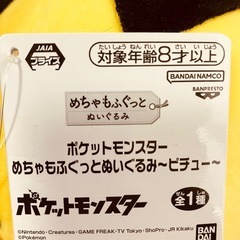 JAIA
プライズ
たいしょうねんれい さい いじょう
対象年齢8才以上
BANDAI NAMCO
BANPRESTO
めちゃもふぐっと
ぬいぐるみ
ポケットモンスター
めちゃもふぐっとぬいぐるみ~ピチュー~
ぜん しゅ
全1種
ポケットモンスター
©Nintendo・Creatures・GAME FREAK・TV Tokyo・ShoPro・JR Kikaku
©Pokémon
BANDAI